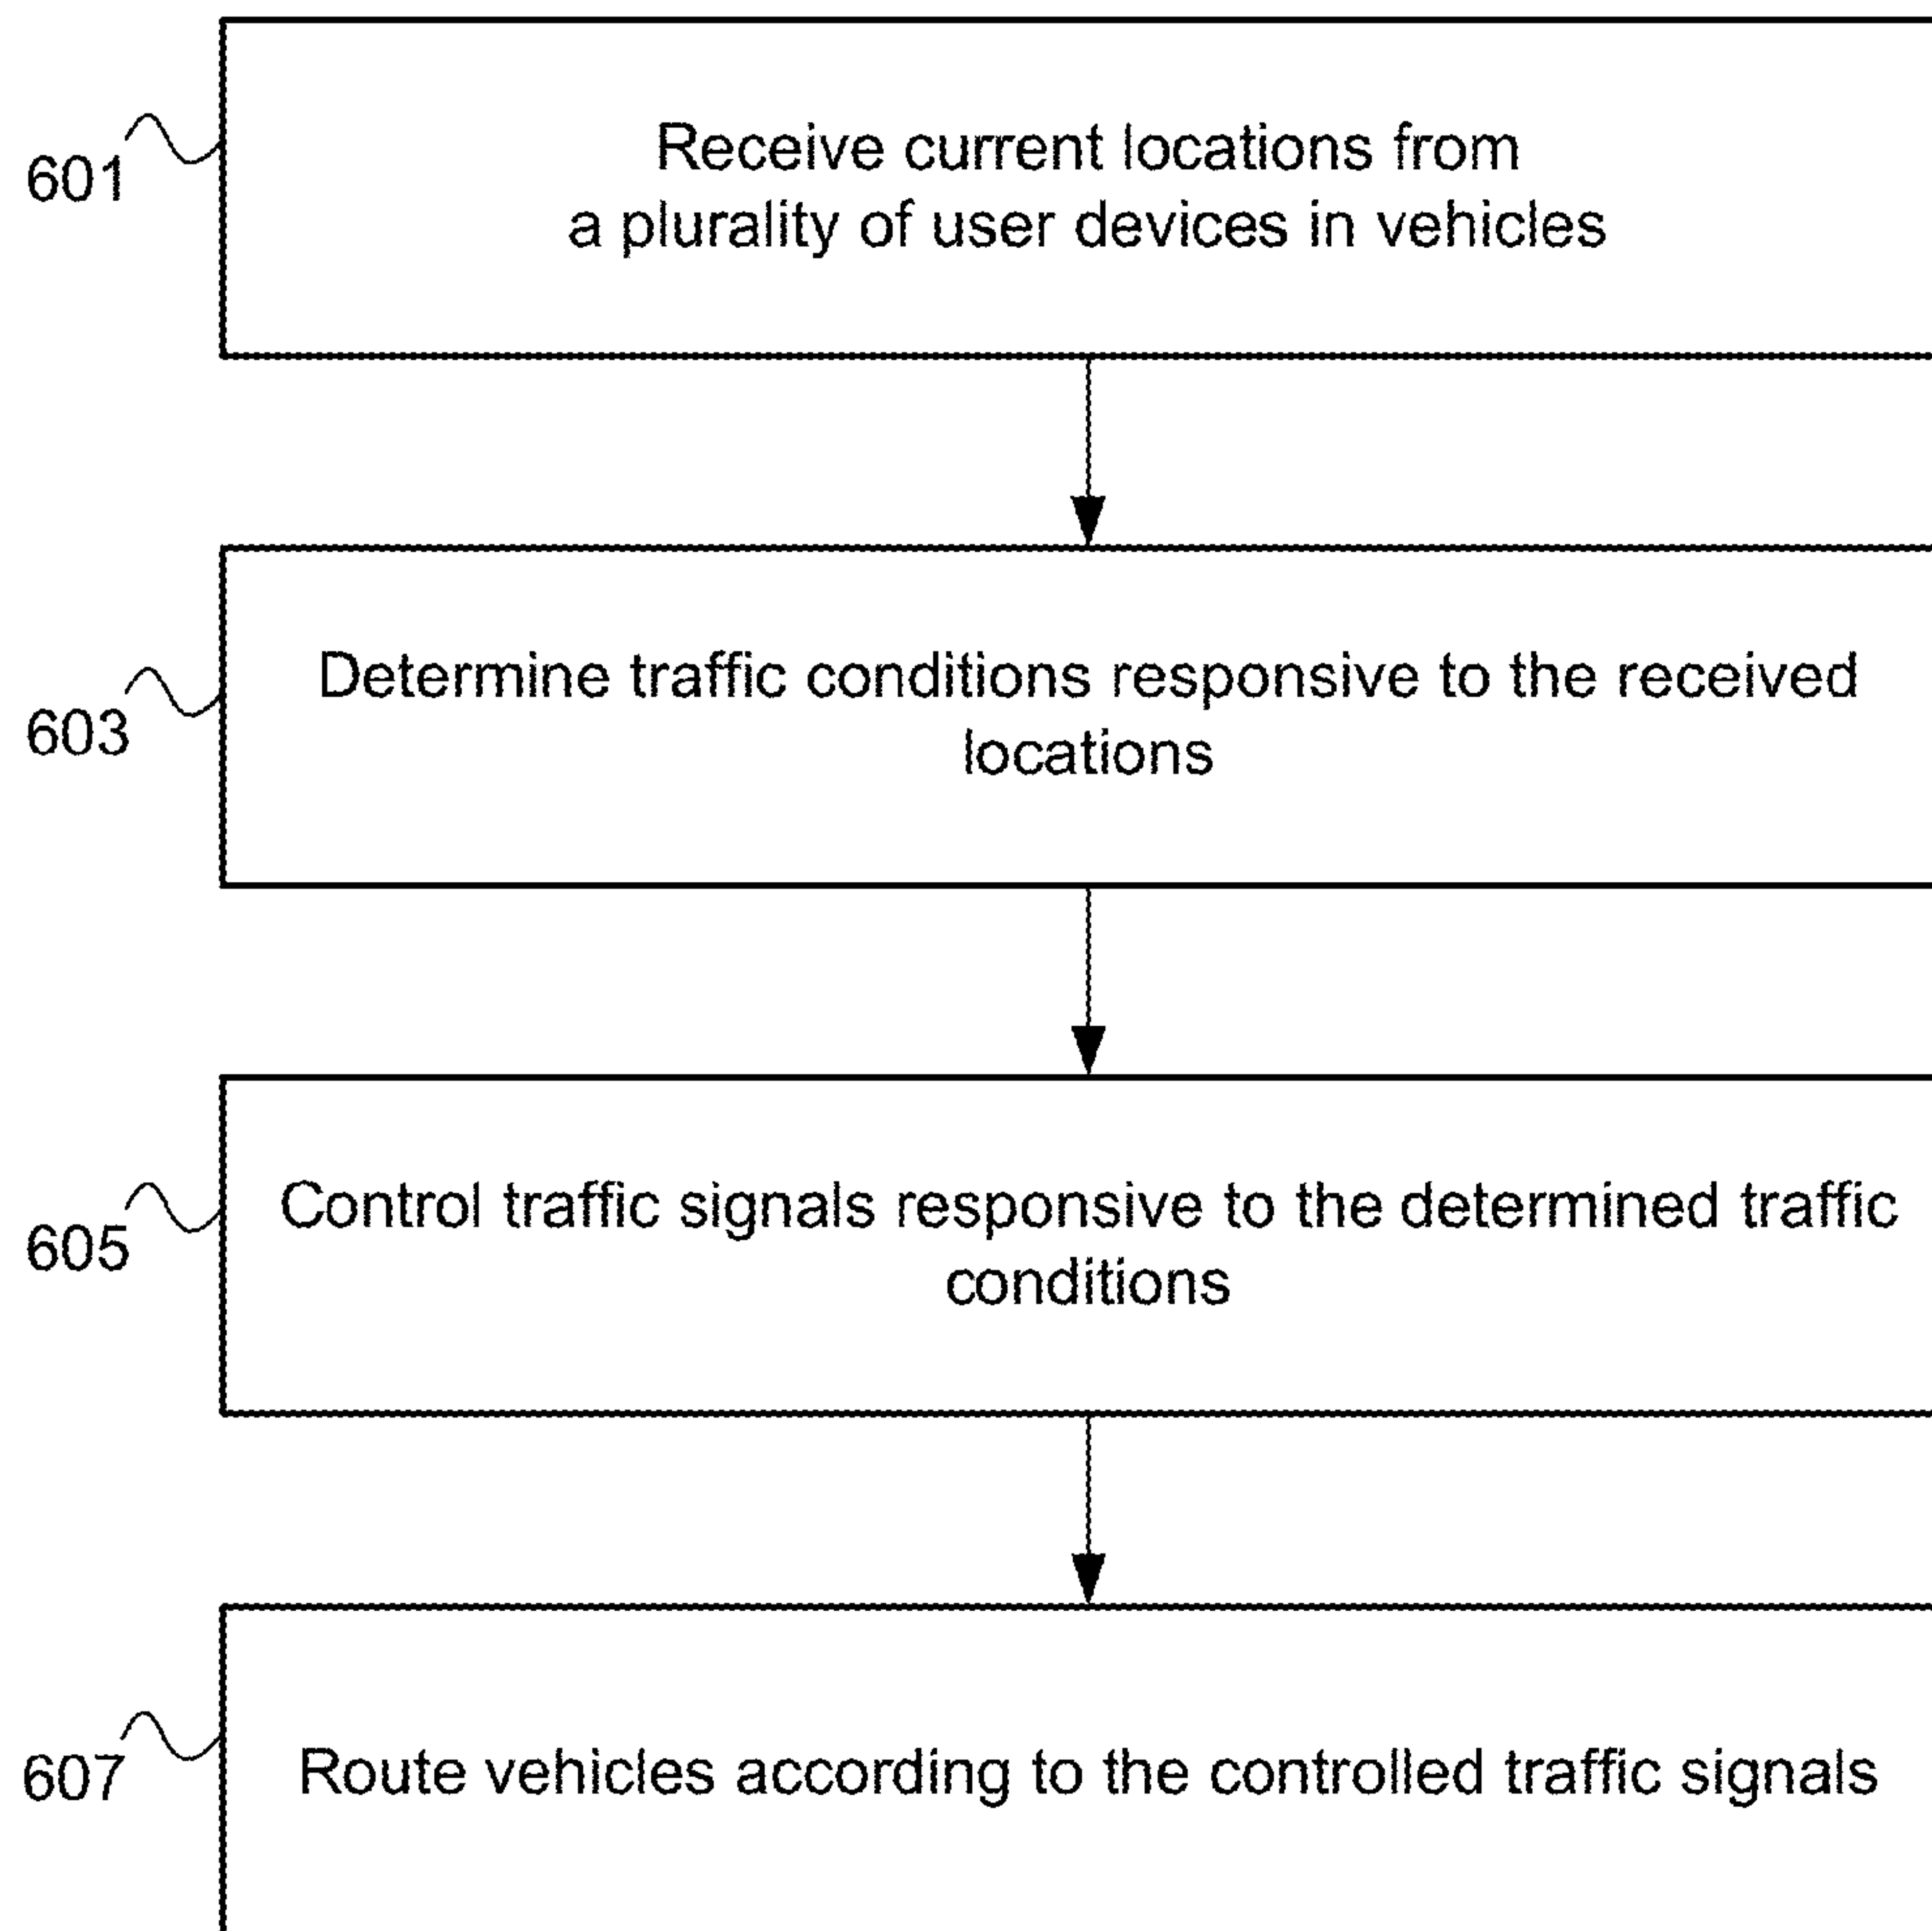 601
Receive current locations from
a plurality of user devices in vehicles
603
Determine traffic conditions responsive to the received
locations
605
Control traffic signals responsive to the determined traffic
conditions
607
Route vehicles according to the controlled traffic signals